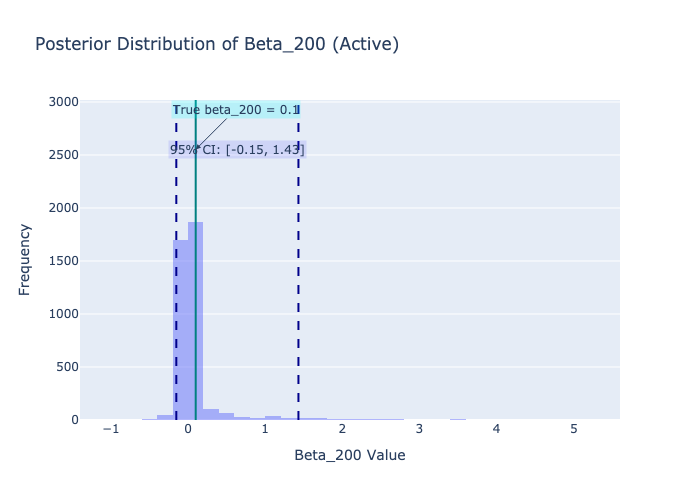 Posterior Distribution of Beta_200 (Active)
3000
True beta_200 = 0.1
95% CI: [-0.15, 1.43]
2500
2000
1500
1000
500
0
Frequency
−1 0 1 2 3 4 5
Beta_200 Value